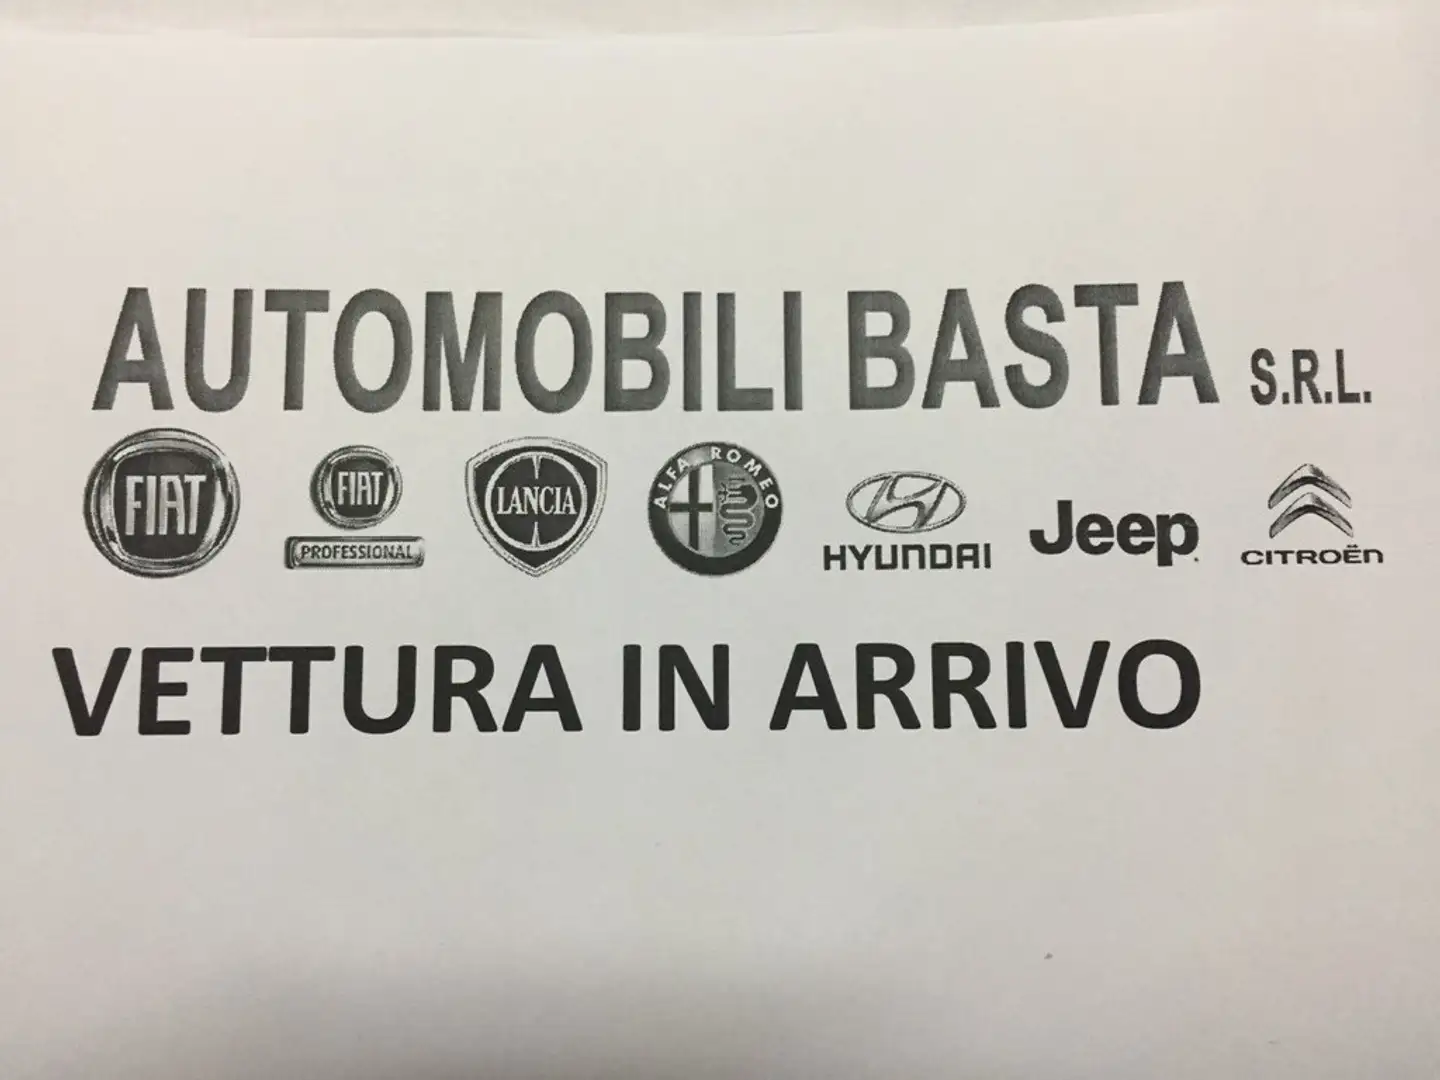 AUTOMOBILI BASTA S.R.L.
FIAT FIAT PROFESSIONAL LANCIA ALFA ROMEO HYUNDAI Jeep CITROËN
VETTURA IN ARRIVO